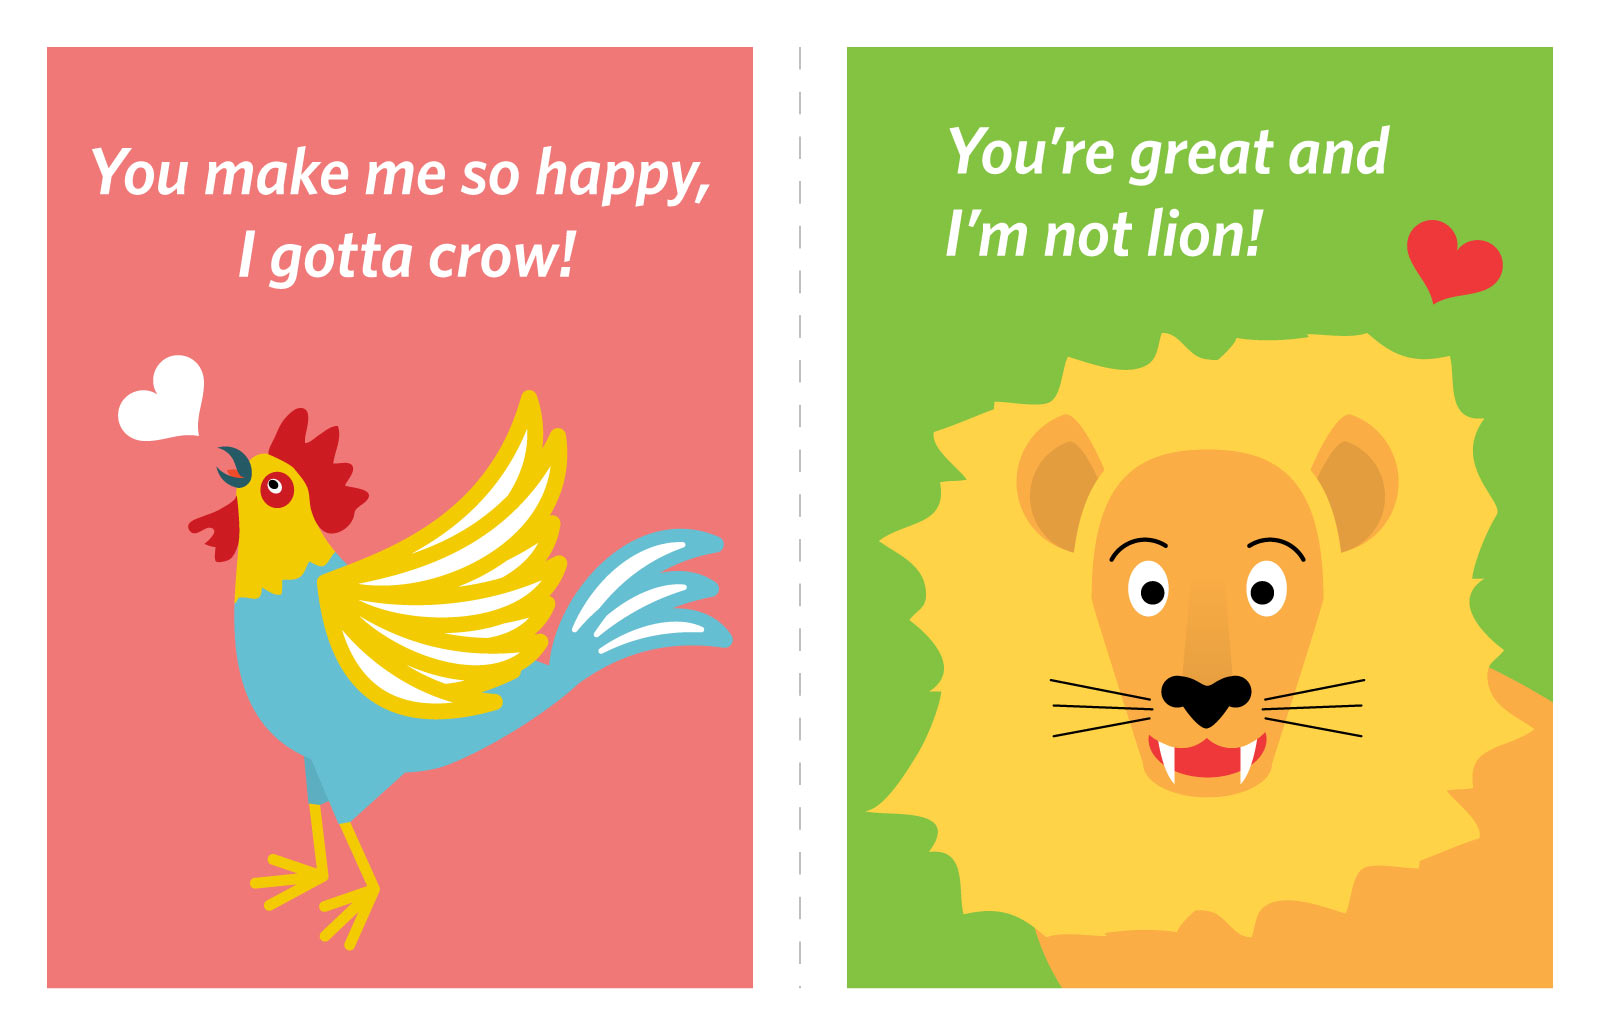 You make me so happy,
I gotta crow!
You’re great and
I’m not lion!